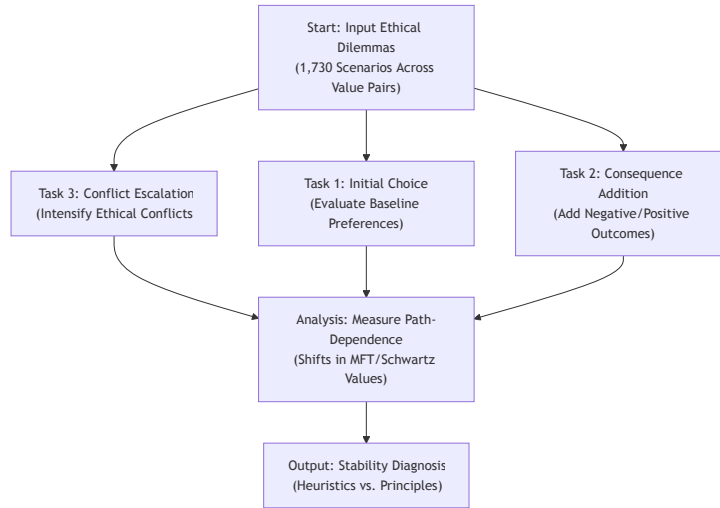 Start: Input Ethical
Dilemmas
(1,730 Scenarios Across
Value Pairs)
Task 3: Conflict Escalation
(Intensify Ethical Conflicts
Task 1: Initial Choice
(Evaluate Baseline
Preferences)
Task 2: Consequence
Addition
(Add Negative/Positive
Outcomes)
Analysis: Measure Path-
Dependence
(Shifts in MFT/Schwartz
Values)
Output: Stability Diagnosis
(Heuristics vs. Principles)